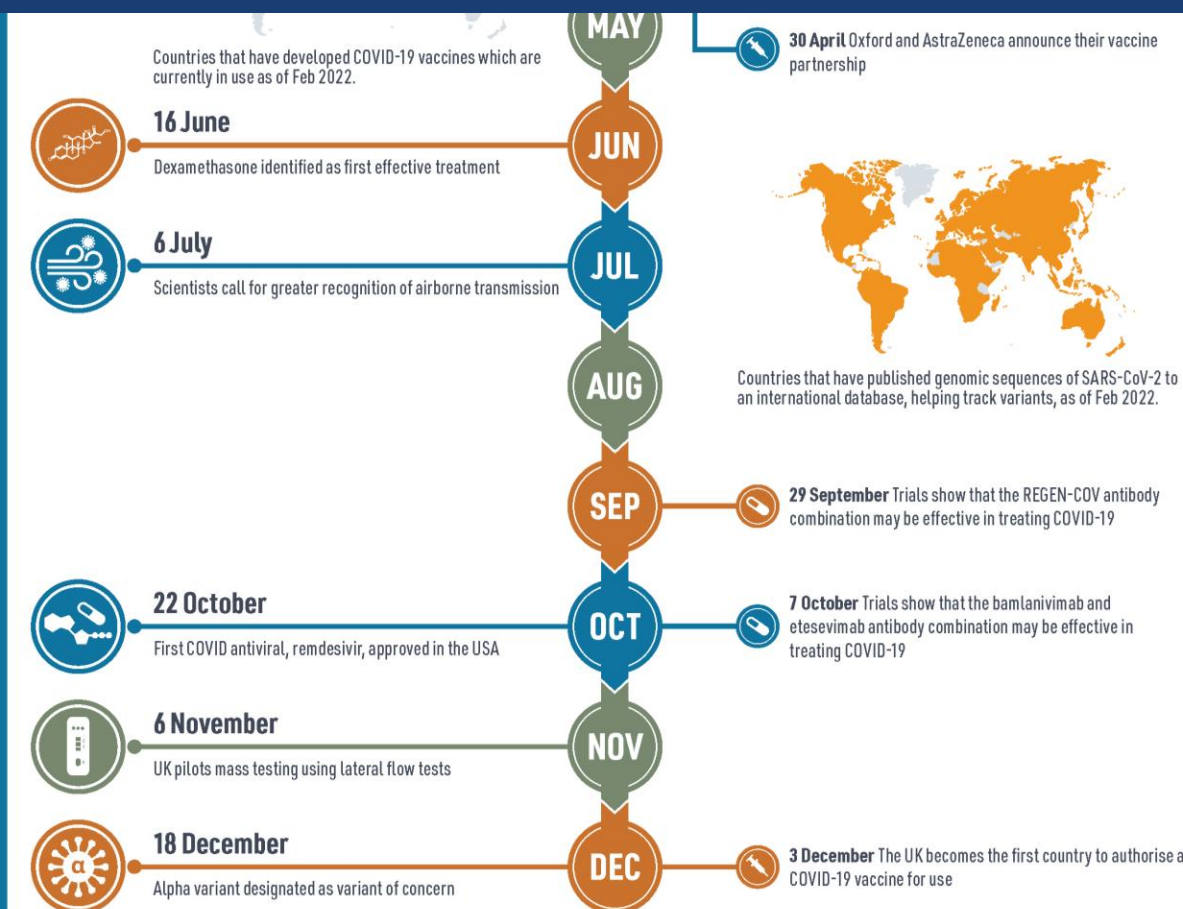 MAY
30 April Oxford and AstraZeneca announce their vaccine
partnership
Countries that have developed COVID-19 vaccines which are
currently in use as of Feb 2022.
16 June
Dexamethasone identified as first effective treatment
JUN
6 July
Scientists call for greater recognition of airborne transmission
JUL
AUG
Countries that have published genomic sequences of SARS-CoV-2 to
an international database, helping track variants, as of Feb 2022.
SEP
29 September Trials show that the REGEN-COV antibody
combination may be effective in treating COVID-19
22 October
First COVID antiviral, remdesivir, approved in the USA
OCT
7 October Trials show that the bamlanivimab and
etesevimab antibody combination may be effective in
treating COVID-19
6 November
UK pilots mass testing using lateral flow tests
NOV
18 December
α
Alpha variant designated as variant of concern
DEC
3 December The UK becomes the first country to authorise a
COVID-19 vaccine for use